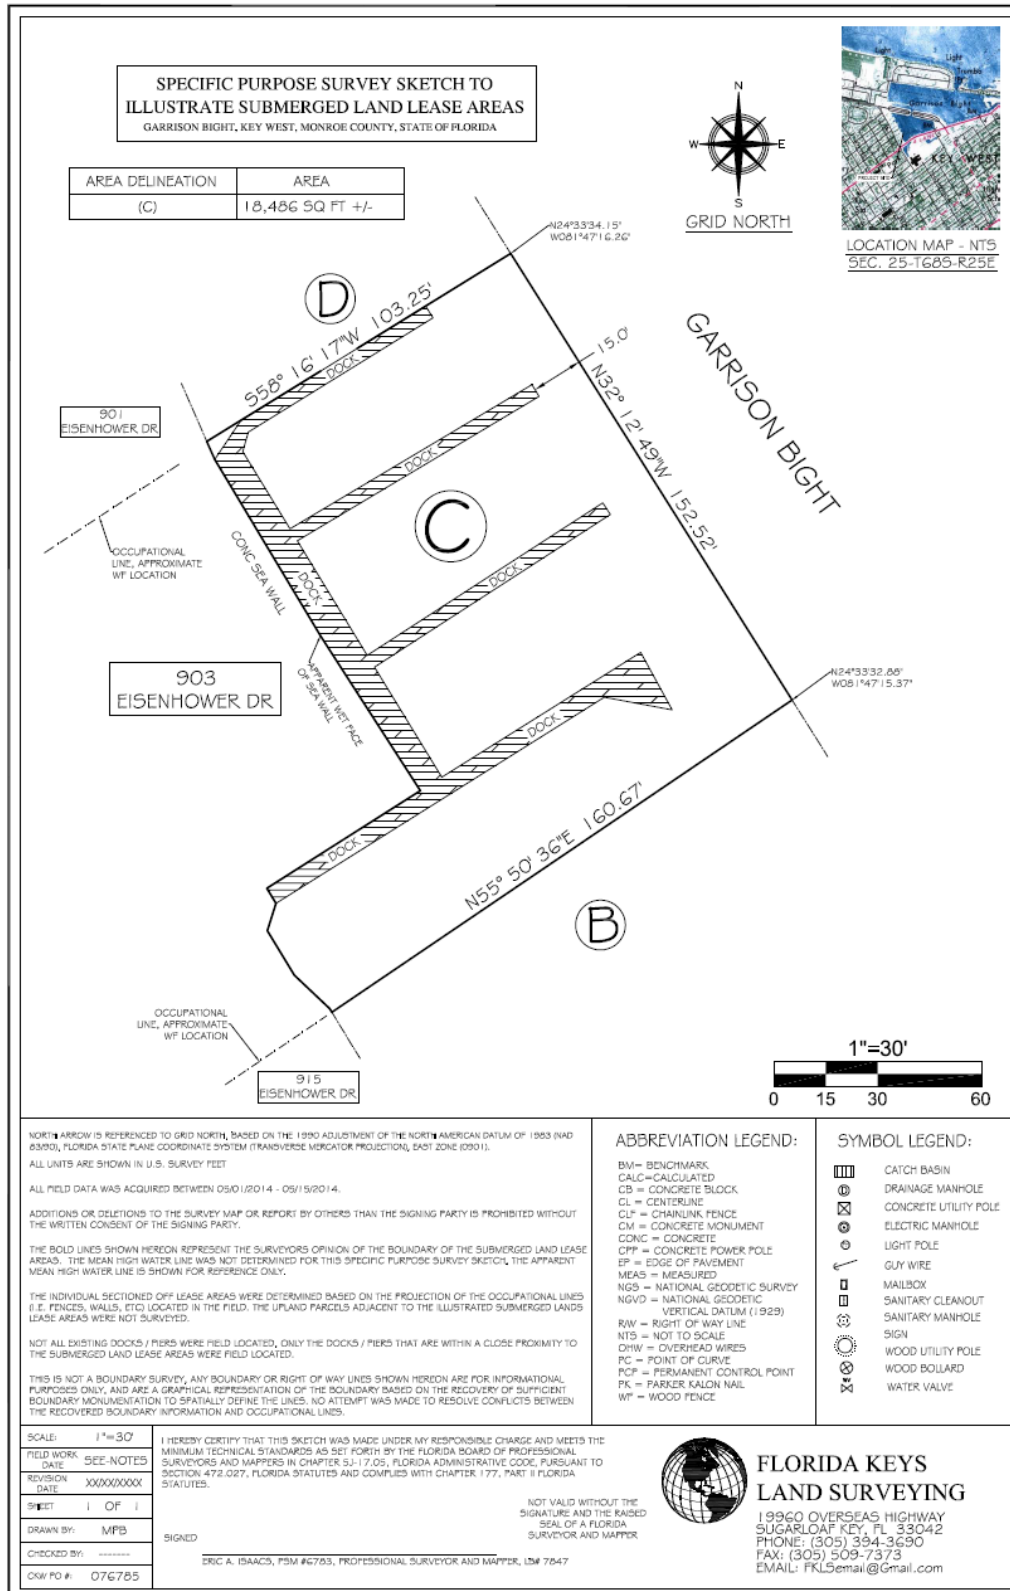 SPECIFIC PURPOSE SURVEY SKETCH TO
ILLUSTRATE SUBMERGED LAND LEASE AREAS
GARRISON BIGHT, KEY WEST, MONROE COUNTY, STATE OF FLORIDA
AREA DELINEATION AREA
(C) 18,486 SQ FT +/-
N
W E
S
GRID NORTH
Light
Light
Trumbo
Garrison Bight
KEY WEST
PROJECT SITE
LOCATION MAP - NTS
SEC. 25-T68S-R25E
N24°33'34.15"
W081°47'16.26"
D
S58° 16' 17"W 103.25'
DOCK
15.0'
N32° 12' 49"W 152.52'
GARRISON BIGHT
901
EISENHOWER DR
DOCK
C
OCCUPATIONAL
LINE, APPROXIMATE
WF LOCATION
CONC SEA WALL
DOCK
DOCK
903
EISENHOWER DR
APPARENT WET FACE
OF SEA WALL
N24°33'32.88"
W081°47'15.37"
DOCK
DOCK
N55° 50' 36"E 160.67'
B
OCCUPATIONAL
LINE, APPROXIMATE
WF LOCATION
915
EISENHOWER DR
1"=30'
0 15 30 60
NORTH ARROW IS REFERENCED TO GRID NORTH, BASED ON THE 1990 ADJUSTMENT OF THE NORTH AMERICAN DATUM OF 1983 (NAD
83/90), FLORIDA STATE PLANE COORDINATE SYSTEM (TRANSVERSE MERCATOR PROJECTION), EAST ZONE (0901).
ALL UNITS ARE SHOWN IN U.S. SURVEY FEET
ALL FIELD DATA WAS ACQUIRED BETWEEN 05/01/2014 - 05/15/2014.
ADDITIONS OR DELETIONS TO THE SURVEY MAP OR REPORT BY OTHERS THAN THE SIGNING PARTY IS PROHIBITED WITHOUT
THE WRITTEN CONSENT OF THE SIGNING PARTY.
THE BOLD LINES SHOWN HEREON REPRESENT THE SURVEYORS OPINION OF THE BOUNDARY OF THE SUBMERGED LAND LEASE
AREAS. THE MEAN HIGH WATER LINE WAS NOT DETERMINED FOR THIS SPECIFIC PURPOSE SURVEY SKETCH, THE APPARENT
MEAN HIGH WATER LINE IS SHOWN FOR REFERENCE ONLY.
THE INDIVIDUAL SECTIONED OFF LEASE AREAS WERE DETERMINED BASED ON THE PROJECTION OF THE OCCUPATIONAL LINES
(I.E. FENCES, WALLS, ETC) LOCATED IN THE FIELD. THE UPLAND PARCELS ADJACENT TO THE ILLUSTRATED SUBMERGED LANDS
LEASE AREAS WERE NOT SURVEYED.
NOT ALL EXISTING DOCKS / PIERS WERE FIELD LOCATED, ONLY THE DOCKS / PIERS THAT ARE WITHIN A CLOSE PROXIMITY TO
THE SUBMERGED LAND LEASE AREAS WERE FIELD LOCATED.
THIS IS NOT A BOUNDARY SURVEY, ANY BOUNDARY OR RIGHT OF WAY LINES SHOWN HEREON ARE FOR INFORMATIONAL
PURPOSES ONLY, AND ARE A GRAPHICAL REPRESENTATION OF THE BOUNDARY BASED ON THE RECOVERY OF SUFFICIENT
BOUNDARY MONUMENTATION TO SPATIALLY DEFINE THE LINES. NO ATTEMPT WAS MADE TO RESOLVE CONFLICTS BETWEEN
THE RECOVERED BOUNDARY INFORMATION AND OCCUPATIONAL LINES.
ABBREVIATION LEGEND:
BM= BENCHMARK
CALC=CALCULATED
CB = CONCRETE BLOCK
CL = CENTERLINE
CLF = CHAINLINK FENCE
CM = CONCRETE MONUMENT
CONC = CONCRETE
CPP = CONCRETE POWER POLE
EP = EDGE OF PAVEMENT
MEAS = MEASURED
NGS = NATIONAL GEODETIC SURVEY
NGVD = NATIONAL GEODETIC
VERTICAL DATUM (1929)
R/W = RIGHT OF WAY LINE
NTS = NOT TO SCALE
OHW = OVERHEAD WIRES
PC = POINT OF CURVE
PCP = PERMANENT CONTROL POINT
PK = PARKER KALON NAIL
WF = WOOD FENCE
SYMBOL LEGEND:
CATCH BASIN
DRAINAGE MANHOLE
CONCRETE UTILITY POLE
ELECTRIC MANHOLE
LIGHT POLE
GUY WIRE
MAILBOX
SANITARY CLEANOUT
SANITARY MANHOLE
SIGN
WOOD UTILITY POLE
WOOD BOLLARD
WV WATER VALVE
SCALE: 1"=30'
FIELD WORK DATE SEE-NOTES
REVISION DATE XX/XX/XXXX
SHEET 1 OF 1
DRAWN BY: MPB
CHECKED BY: -------
CKW PO #: 076785
I HEREBY CERTIFY THAT THIS SKETCH WAS MADE UNDER MY RESPONSIBLE CHARGE AND MEETS THE
MINIMUM TECHNICAL STANDARDS AS SET FORTH BY THE FLORIDA BOARD OF PROFESSIONAL
SURVEYORS AND MAPPERS IN CHAPTER 5J-17.05, FLORIDA ADMINISTRATIVE CODE, PURSUANT TO
SECTION 472.027, FLORIDA STATUTES AND COMPLIES WITH CHAPTER 177, PART II FLORIDA
STATUTES.
NOT VALID WITHOUT THE
SIGNATURE AND THE RAISED
SEAL OF A FLORIDA
SURVEYOR AND MAPPER
SIGNED
ERIC A. ISAACS, PSM #6783, PROFESSIONAL SURVEYOR AND MAPPER, LB# 7847
FLORIDA KEYS
LAND SURVEYING
19960 OVERSEAS HIGHWAY
SUGARLOAF KEY, FL 33042
PHONE: (305) 394-3690
FAX: (305) 509-7373
EMAIL: FKLSemail@Gmail.com